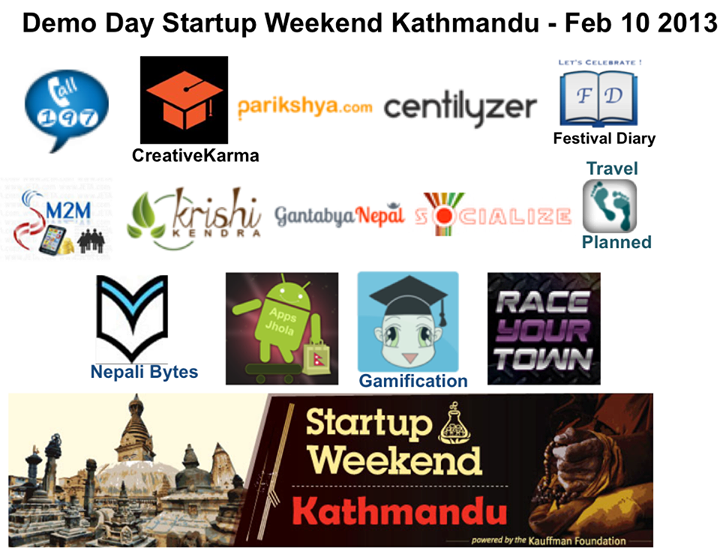 Demo Day Startup Weekend Kathmandu - Feb 10 2013
Call
197
CreativeKarma
parikshya.com
centilyzer
LET'S CELEBRATE !
F D
Festival Diary
M2M
krishi
KENDRA
GantabyaNepal
SOCIALIZE
Travel
Planned
Nepali Bytes
Apps
Jhola
Gamification
RACE
YOUR
TOWN
Startup
Weekend
Kathmandu
powered by the Kauffman Foundation